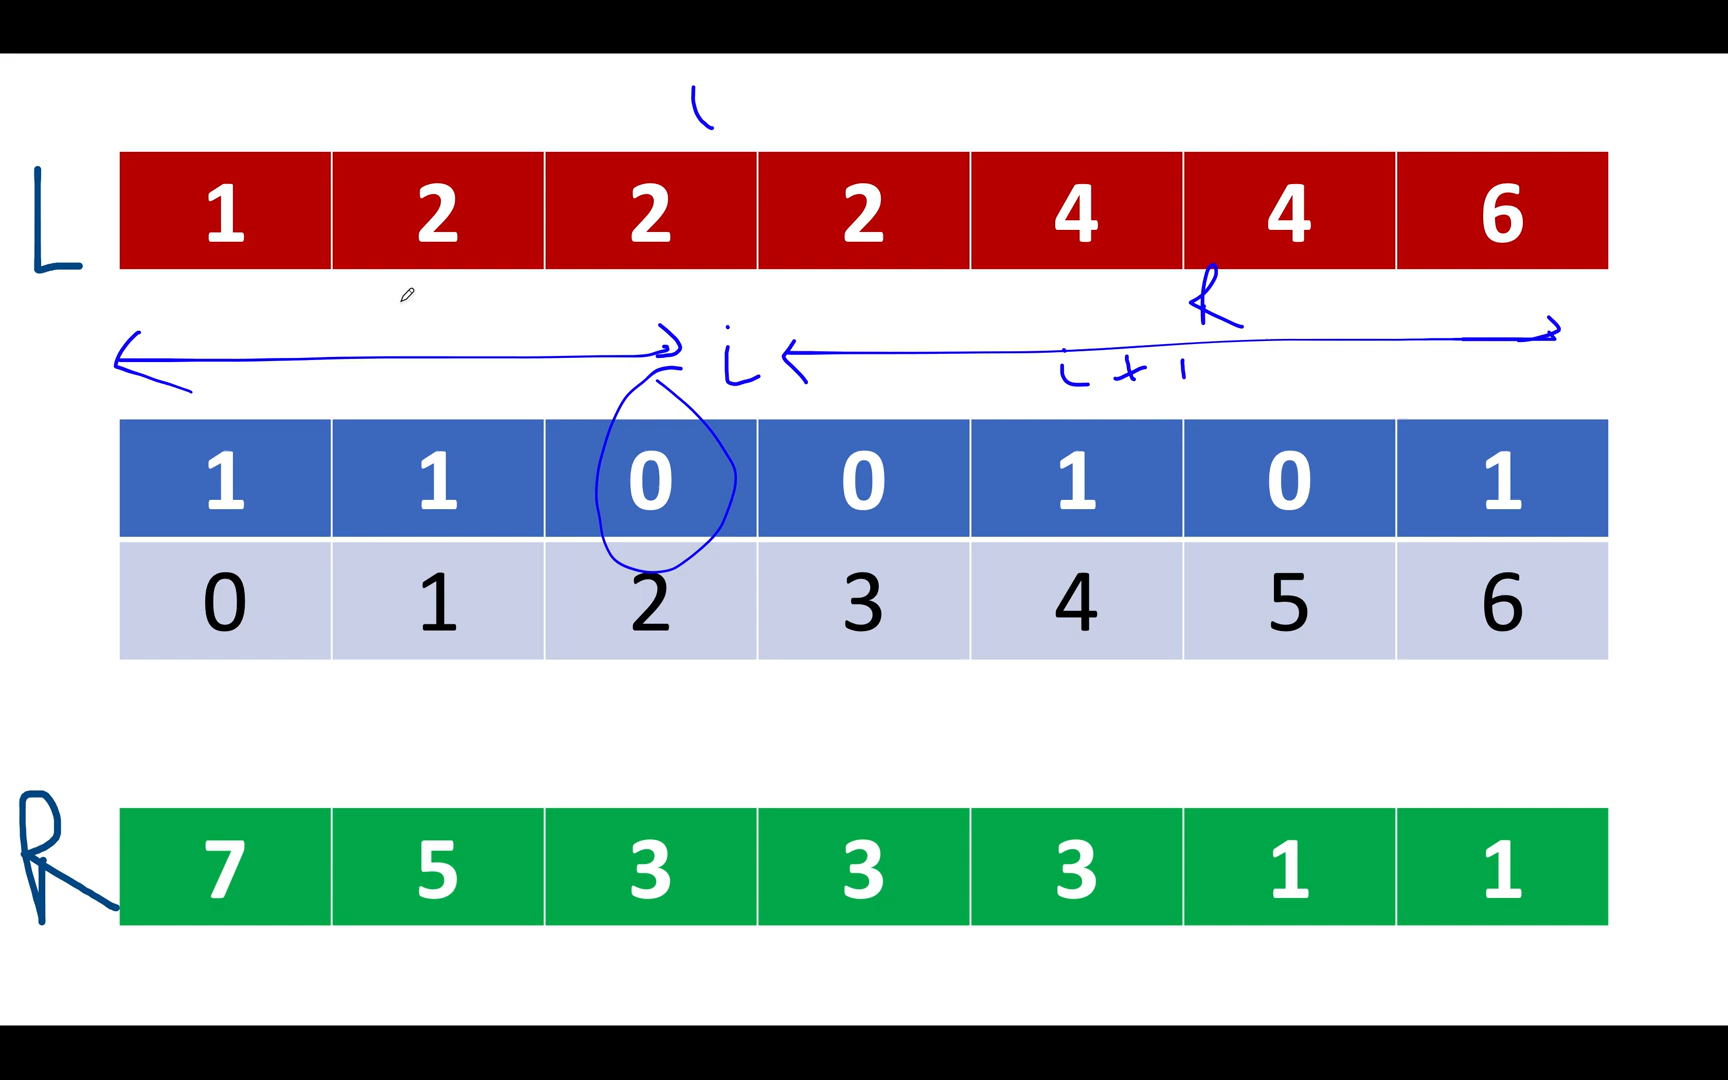 L 1 2 2 2 4 4 6
R
i
i + 1
1 1 0 0 1 0 1
0 1 2 3 4 5 6
R 7 5 3 3 3 1 1